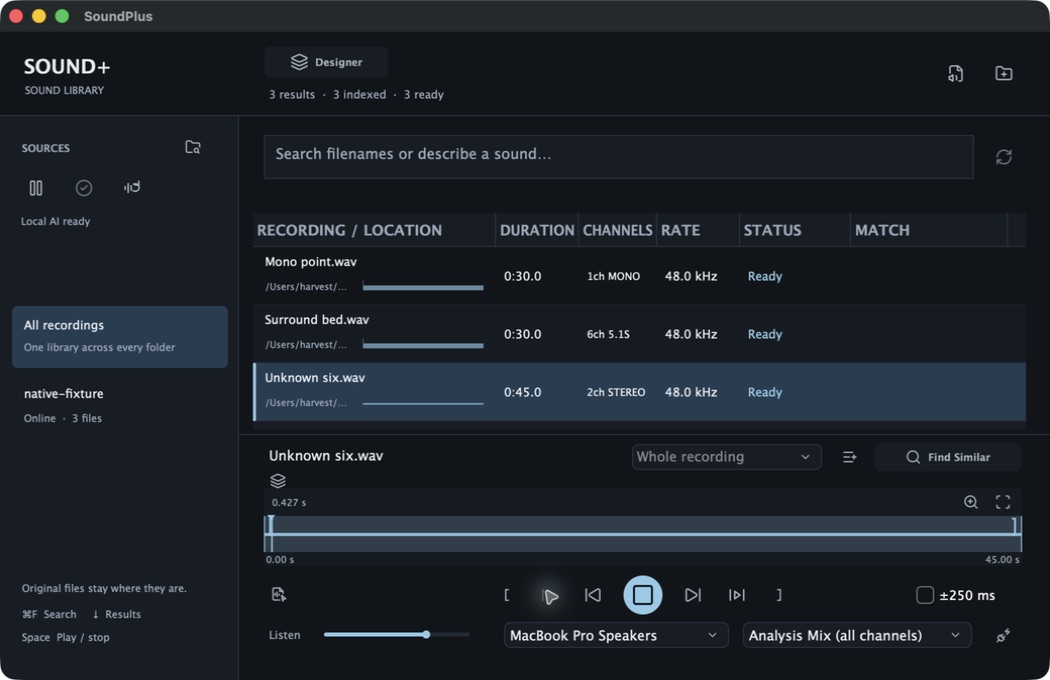 SoundPlus
SOUND+
SOUND LIBRARY
Designer
3 results · 3 indexed · 3 ready
SOURCES
Local AI ready
All recordings
One library across every folder
native-fixture
Online · 3 files
Original files stay where they are.
⌘F Search ↓ Results
Space Play / stop
Search filenames or describe a sound...
RECORDING / LOCATION DURATION CHANNELS RATE STATUS MATCH
Mono point.wav
/Users/harvest/... 0:30.0 1ch MONO 48.0 kHz Ready
Surround bed.wav
/Users/harvest/... 0:30.0 6ch 5.1S 48.0 kHz Ready
Unknown six.wav
/Users/harvest/... 0:45.0 2ch STEREO 48.0 kHz Ready
Unknown six.wav
Whole recording
Find Similar
0.427 s
0.00 s 45.00 s
[ ] ±250 ms
Listen
MacBook Pro Speakers
Analysis Mix (all channels)